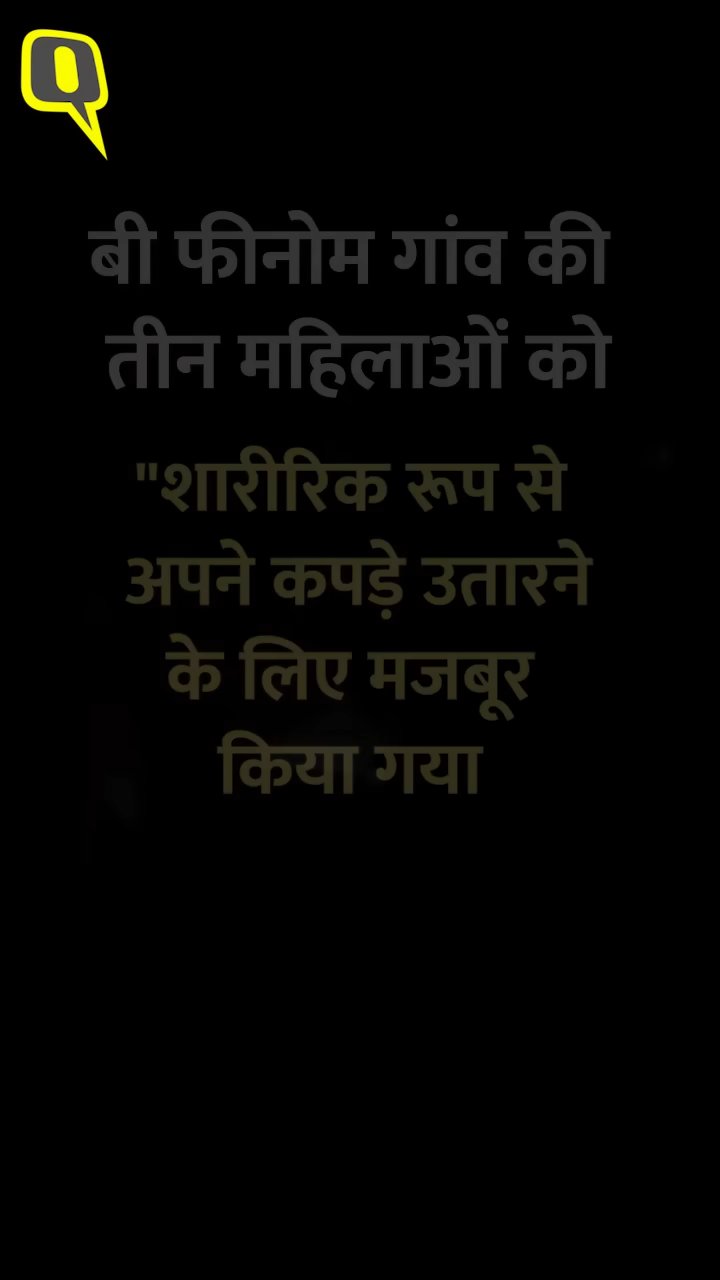 बी फीनोम गांव की
तीन महिलाओं को
"शारीरिक रूप से
अपने कपड़े उतारने
के लिए मजबूर
किया गया